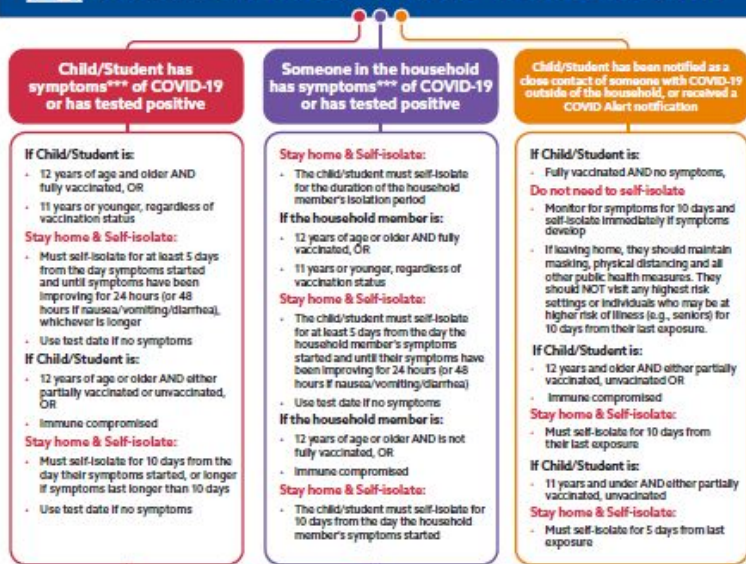 Child/Student has
symptoms*** of COVID-19
or has tested positive
If Child/Student is:
• 12 years of age and older AND
fully vaccinated, OR
• 11 years or younger, regardless of
vaccination status
Stay home & Self-isolate:
• Must self-isolate for at least 5 days
from the day symptoms started
and until symptoms have been
improving for 24 hours (or 48
hours if nausea/vomiting/diarrhea),
whichever is longer
• Use test date if no symptoms
If Child/Student is:
• 12 years of age or older AND either
partially vaccinated or unvaccinated,
OR
• Immune compromised
Stay home & Self-isolate:
• Must self-isolate for 10 days from the
day their symptoms started, or longer
if symptoms last longer than 10 days
• Use test date if no symptoms
Someone in the household
has symptoms*** of COVID-19
or has tested positive
Stay home & Self-isolate:
• The child/student must self-isolate
for the duration of the household
member's isolation period
If the household member is:
• 12 years of age or older AND fully
vaccinated, OR
• 11 years or younger, regardless of
vaccination status
Stay home & Self-isolate:
• The child/student must self-isolate
for at least 5 days from the day the
household member's symptoms
started and until their symptoms have
been improving for 24 hours (or 48
hours if nausea/vomiting/diarrhea)
• Use test date if no symptoms
If the household member is:
• 12 years of age or older AND is not
fully vaccinated, OR
• Immune compromised
Stay home & Self-isolate:
• The child/student must self-isolate for
10 days from the day the household
member's symptoms started
Child/Student has been notified as a
close contact of someone with COVID-19
outside of the household, or received a
COVID Alert notification
If Child/Student is:
• Fully vaccinated AND no symptoms,
Do not need to self-isolate
• Monitor for symptoms for 10 days and
self-isolate immediately if symptoms
develop
• If leaving home, they should maintain
masking, physical distancing and all
other public health measures. They
should NOT visit any highest risk
settings or individuals who may be at
higher risk of illness (e.g., seniors) for
10 days from their last exposure.
If Child/Student is:
• 12 years and older AND either partially
vaccinated, unvacinated OR
• Immune compromised
Stay home & Self-isolate:
• Must self-isolate for 10 days from
their last exposure
If Child/Student is:
• 11 years and under AND either partially
vaccinated, unvacinated
Stay home & Self-isolate:
• Must self-isolate for 5 days from last
exposure